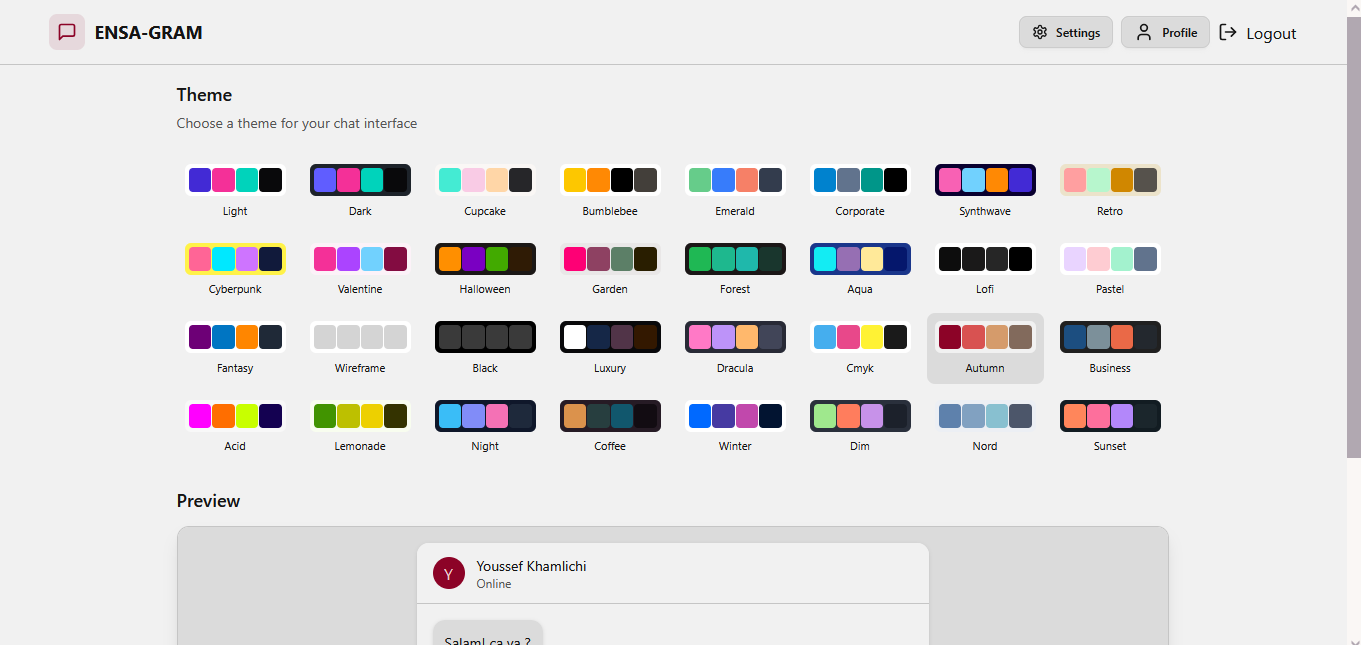 ENSA-GRAM
Settings Profile Logout
Theme
Choose a theme for your chat interface
Light Dark Cupcake Bumblebee Emerald Corporate Synthwave Retro
Cyberpunk Valentine Halloween Garden Forest Aqua Lofi Pastel
Fantasy Wireframe Black Luxury Dracula Cmyk Autumn Business
Acid Lemonade Night Coffee Winter Dim Nord Sunset
Preview
Y
Youssef Khamlichi
Online
Salam! ça va ?